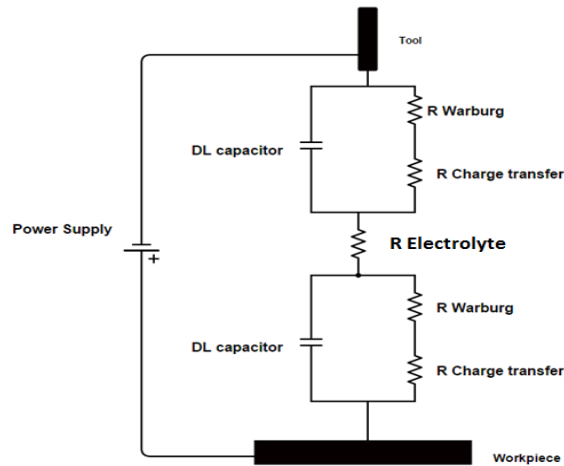 Tool
R Warburg
DL capacitor
R Charge transfer
Power Supply
R Electrolyte
+
R Warburg
DL capacitor
R Charge transfer
Workpiece